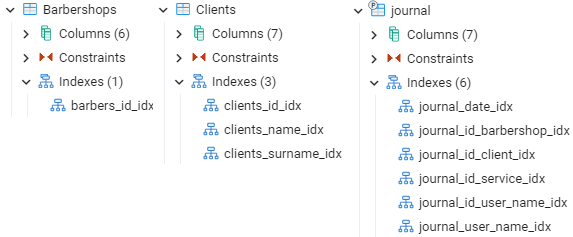 Barbershops
Columns (6)
Constraints
Indexes (1)
barbers_id_idx
Clients
Columns (7)
Constraints
Indexes (3)
clients_id_idx
clients_name_idx
clients_surname_idx
P
journal
Columns (7)
Constraints
Indexes (6)
journal_date_idx
journal_id_barbershop_idx
journal_id_client_idx
journal_id_service_idx
journal_id_user_name_idx
journal_user_name_idx